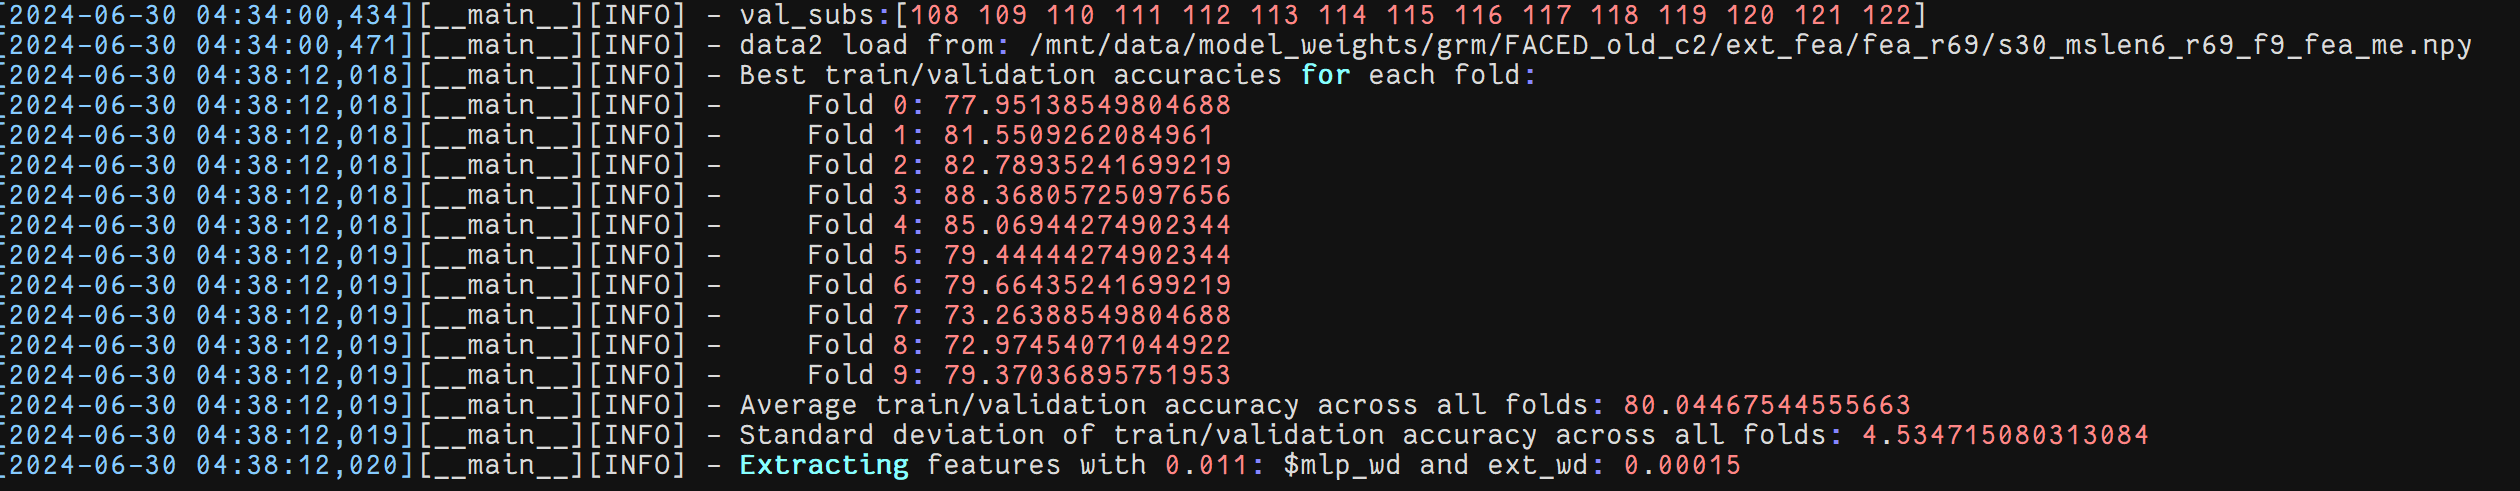 [2024-06-30 04:34:00,434][__main__][INFO] - val_subs:[108 109 110 111 112 113 114 115 116 117 118 119 120 121 122]
[2024-06-30 04:34:00,471][__main__][INFO] - data2 load from: /mnt/data/model_weights/grm/FACED_old_c2/ext_fea/fea_r69/s30_mslen6_r69_f9_fea_me.npy
[2024-06-30 04:38:12,018][__main__][INFO] - Best train/validation accuracies for each fold:
[2024-06-30 04:38:12,018][__main__][INFO] -     Fold 0: 77.95138549804688
[2024-06-30 04:38:12,018][__main__][INFO] -     Fold 1: 81.5509262084961
[2024-06-30 04:38:12,018][__main__][INFO] -     Fold 2: 82.78935241699219
[2024-06-30 04:38:12,018][__main__][INFO] -     Fold 3: 88.36805725097656
[2024-06-30 04:38:12,018][__main__][INFO] -     Fold 4: 85.06944274902344
[2024-06-30 04:38:12,019][__main__][INFO] -     Fold 5: 79.44444274902344
[2024-06-30 04:38:12,019][__main__][INFO] -     Fold 6: 79.66435241699219
[2024-06-30 04:38:12,019][__main__][INFO] -     Fold 7: 73.26388549804688
[2024-06-30 04:38:12,019][__main__][INFO] -     Fold 8: 72.97454071044922
[2024-06-30 04:38:12,019][__main__][INFO] -     Fold 9: 79.37036895751953
[2024-06-30 04:38:12,019][__main__][INFO] - Average train/validation accuracy across all folds: 80.04467544555663
[2024-06-30 04:38:12,019][__main__][INFO] - Standard deviation of train/validation accuracy across all folds: 4.534715080313084
[2024-06-30 04:38:12,020][__main__][INFO] - Extracting features with 0.011: $mlp_wd and ext_wd: 0.00015